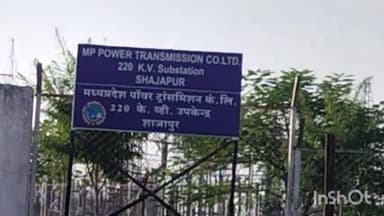 MP POWER TRANSMISSION CO.LTD.
220 K.V. Substation
SHAJAPUR
मध्यप्रदेश पॉवर ट्रांसमिशन कं.लि.
220 के. व्ही. उपकेन्द्र
शाजापुर
InShOt